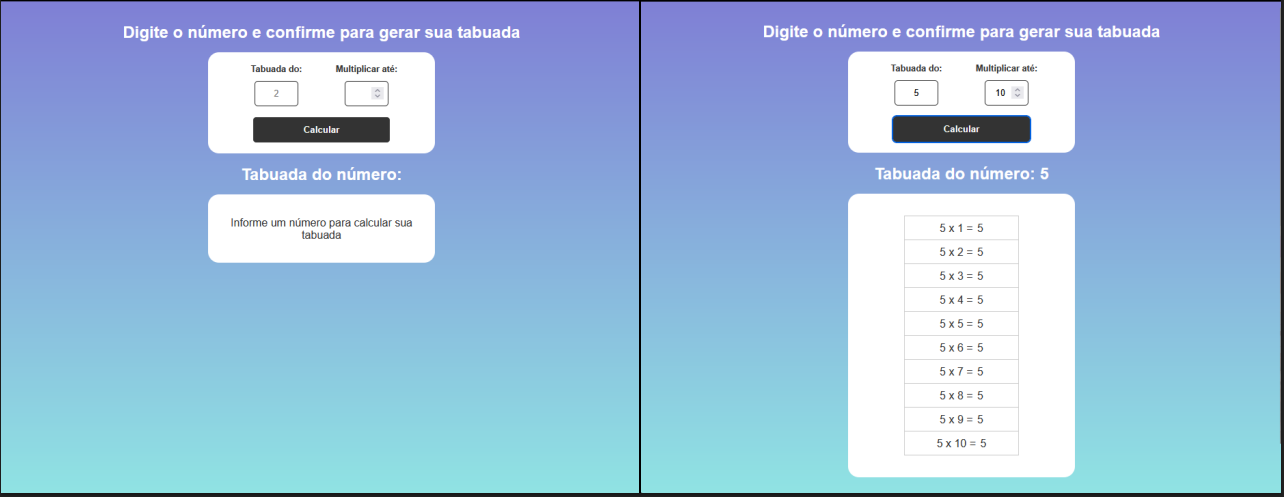 Digite o número e confirme para gerar sua tabuada
Tabuada do: Multiplicar até:
2
Calcular
Tabuada do número:
Informe um número para calcular sua
tabuada
Digite o número e confirme para gerar sua tabuada
Tabuada do: Multiplicar até:
5 10
Calcular
Tabuada do número: 5
5 x 1 = 5
5 x 2 = 5
5 x 3 = 5
5 x 4 = 5
5 x 5 = 5
5 x 6 = 5
5 x 7 = 5
5 x 8 = 5
5 x 9 = 5
5 x 10 = 5